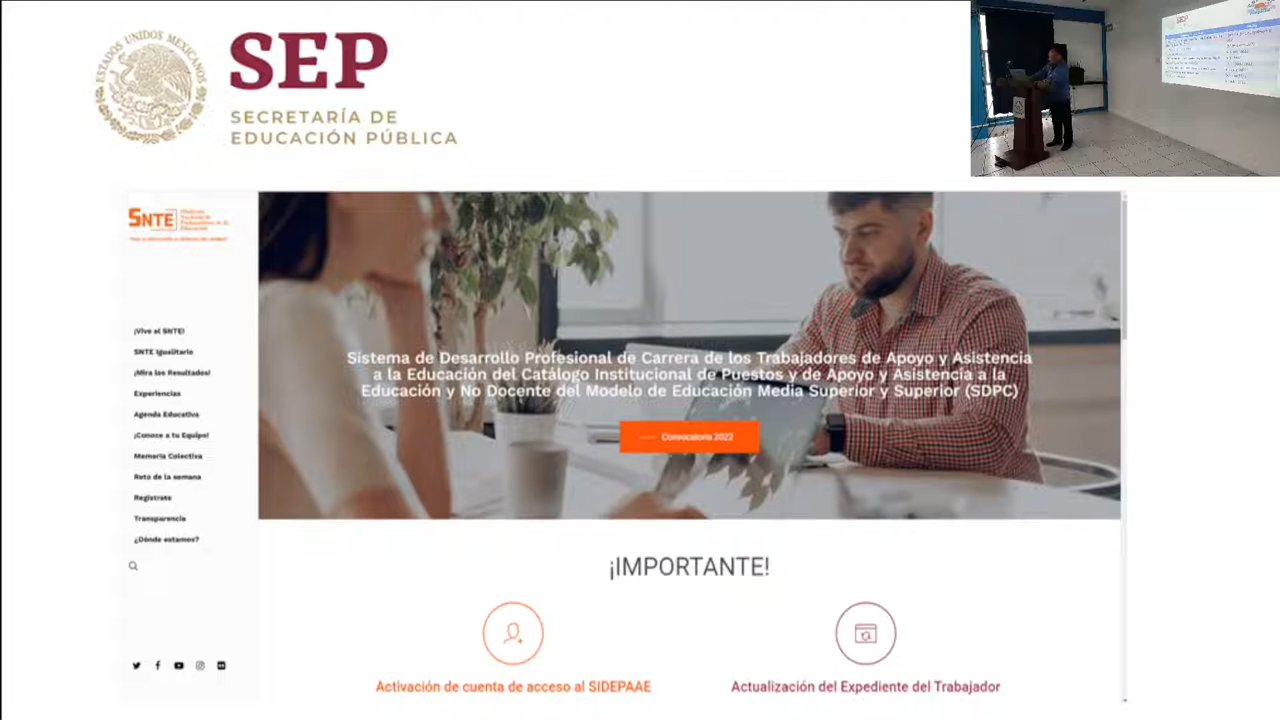 ESTADOS UNIDOS MEXICANOS
SEP
SECRETARÍA DE
EDUCACIÓN PÚBLICA
SNTE
¡Vive el SNTE!
SNTE Igualitario
¡Mira los Resultados!
Experiencias
Agenda Educativa
¡Conoce a tu Equipo!
Memoria Colectiva
Reto de la semana
Regístrate
Transparencia
¿Dónde estamos?
Sistema de Desarrollo Profesional de Carrera de los Trabajadores de Apoyo y Asistencia
a la Educación del Catálogo Institucional de Puestos y de Apoyo y Asistencia a la
Educación y No Docente del Modelo de Educación Media Superior y Superior (SDPC)
Convocatoria 2022
¡IMPORTANTE!
Activación de cuenta de acceso al SIDEPAAE
Actualización del Expediente del Trabajador
SEP